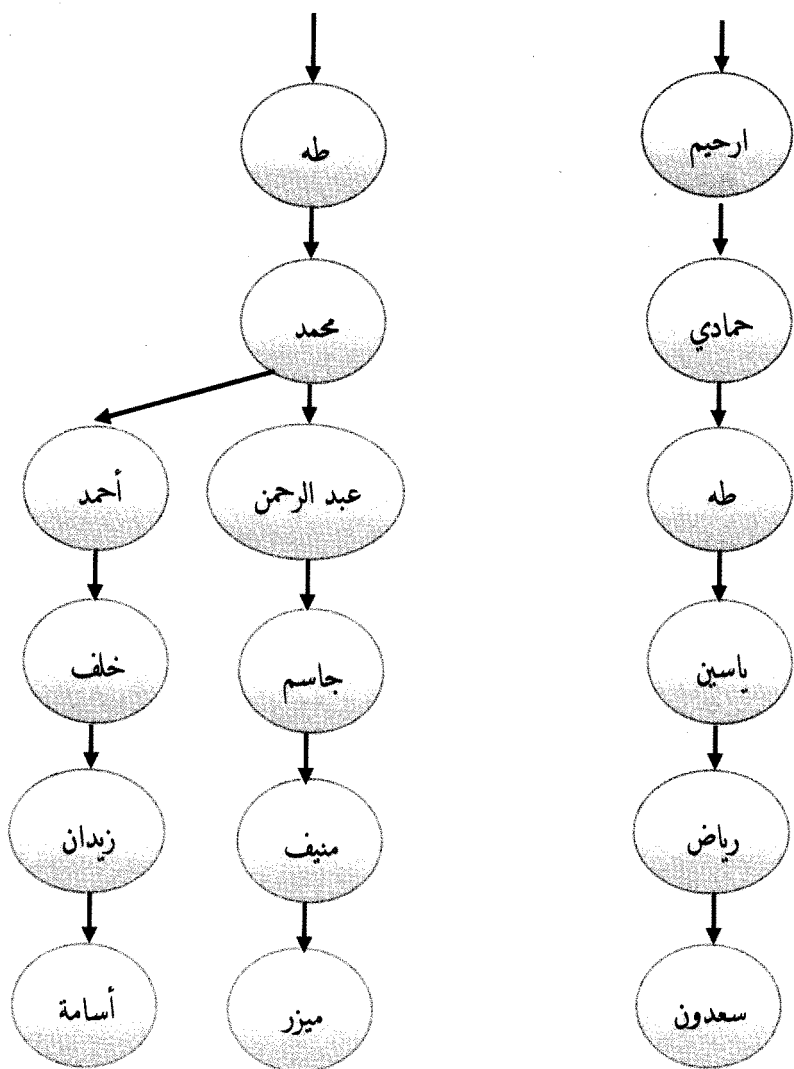 ارحيم
طه
حمادي
محمد
طه
عبد الرحمن
أحمد
ياسين
جاسم
خلف
رياض
منيف
زيدان
سعدون
ميزر
أسامة